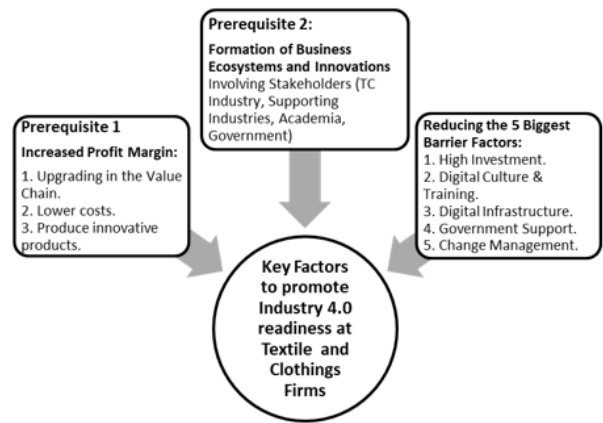 Prerequisite 2:
Formation of Business
Ecosystems and Innovations
Involving Stakeholders (TC
Industry, Supporting
Industries, Academia,
Government)
Prerequisite 1
Increased Profit Margin:
1. Upgrading in the Value
Chain.
2. Lower costs.
3. Produce innovative
products.
Reducing the 5 Biggest
Barrier Factors:
1. High Investment.
2. Digital Culture &
Training.
3. Digital Infrastructure.
4. Government Support.
5. Change Management.
Key Factors
to promote
Industry 4.0
readiness at
Textile and
Clothings
Firms